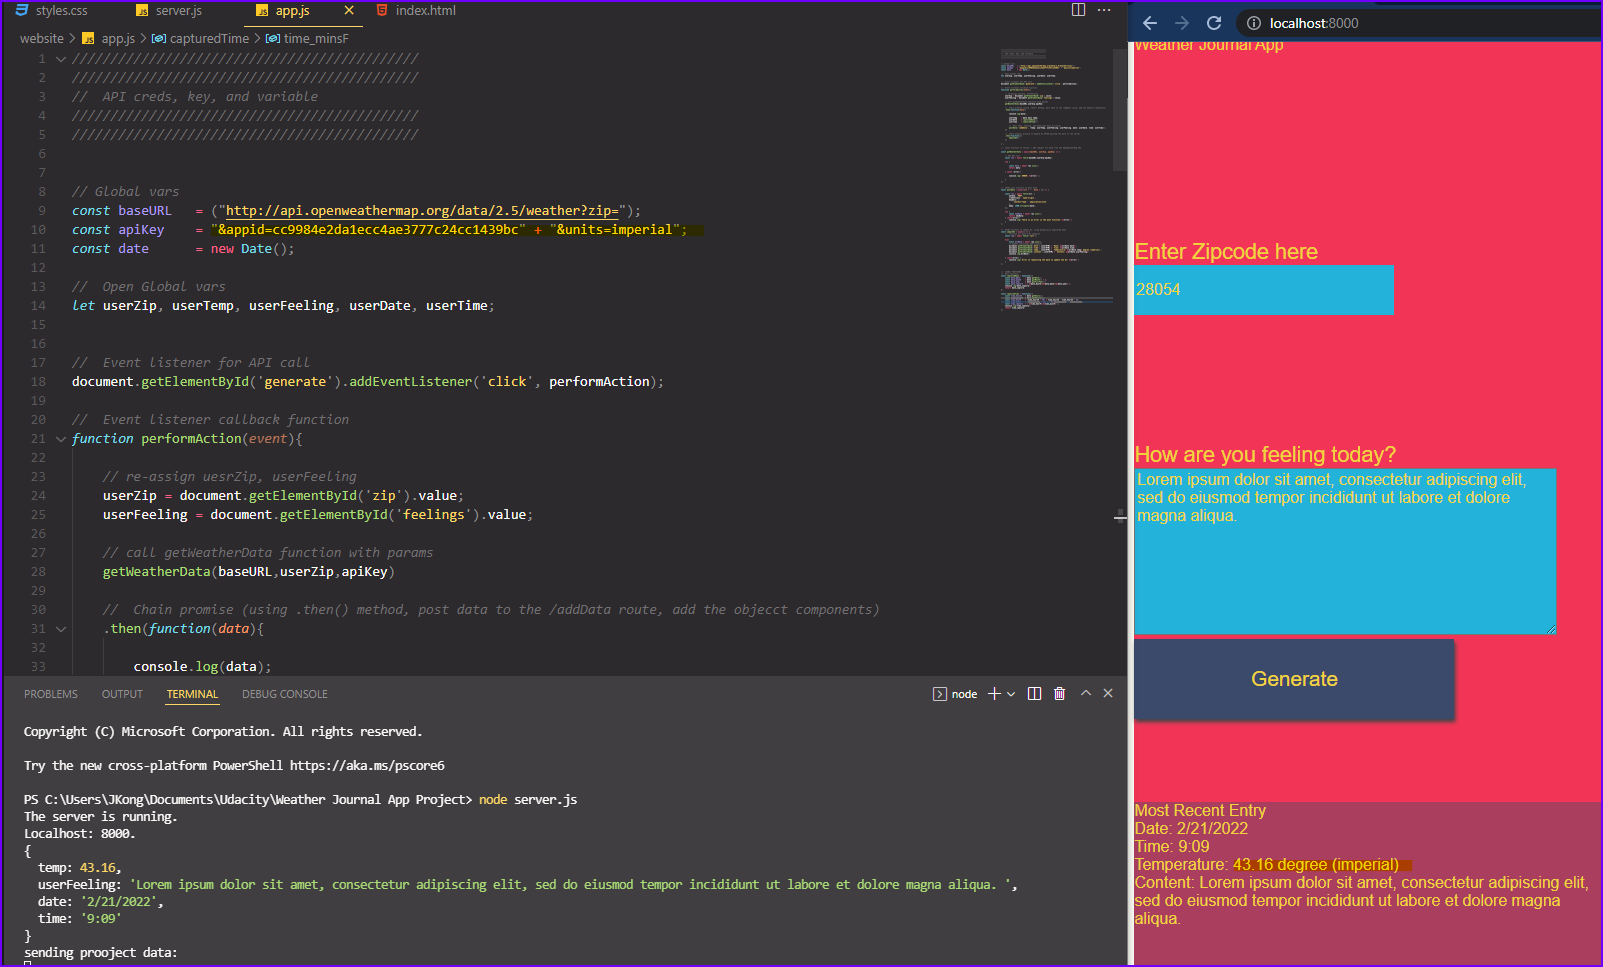 styles.css
server.js
app.js
index.html
website > app.js > capturedTime > time_minsF
1 /////////////////////////////////////////////
2 /////////////////////////////////////////////
3 //  API creds, key, and variable
4 /////////////////////////////////////////////
5 /////////////////////////////////////////////
6
7
8 // Global vars
9 const baseURL   = ("http://api.openweathermap.org/data/2.5/weather?zip=");
10 const apiKey    = "&appid=cc9984e2da1ecc4ae3777c24cc1439bc" + "&units=imperial";
11 const date      = new Date();
12
13 //  Open Global vars
14 let userZip, userTemp, userFeeling, userDate, userTime;
15
16
17 //  Event listener for API call
18 document.getElementById('generate').addEventListener('click', performAction);
19
20 //  Event listener callback function
21 function performAction(event){
22
23 // re-assign uesrZip, userFeeling
24 userZip = document.getElementById('zip').value;
25 userFeeling = document.getElementById('feelings').value;
26
27 // call getWeatherData function with params
28 getWeatherData(baseURL,userZip,apiKey)
29
30 //  Chain promise (using .then() method, post data to the /addData route, add the objecct components)
31 .then(function(data){
32
33 console.log(data);
PROBLEMS OUTPUT TERMINAL DEBUG CONSOLE
node
Copyright (C) Microsoft Corporation. All rights reserved.
Try the new cross-platform PowerShell https://aka.ms/pscore6
PS C:\Users\JKong\Documents\Udacity\Weather Journal App Project> node server.js
The server is running.
Localhost: 8000.
{
temp: 43.16,
userFeeling: 'Lorem ipsum dolor sit amet, consectetur adipiscing elit, sed do eiusmod tempor incididunt ut labore et dolore magna aliqua. ',
date: '2/21/2022',
time: '9:09'
}
sending prooject data:
localhost:8000
Weather Journal App
Enter Zipcode here
28054
How are you feeling today?
Lorem ipsum dolor sit amet, consectetur adipiscing elit,
sed do eiusmod tempor incididunt ut labore et dolore
magna aliqua.
Generate
Most Recent Entry
Date: 2/21/2022
Time: 9:09
Temperature: 43.16 degree (imperial)
Content: Lorem ipsum dolor sit amet, consectetur adipiscing elit,
sed do eiusmod tempor incididunt ut labore et dolore magna
aliqua.